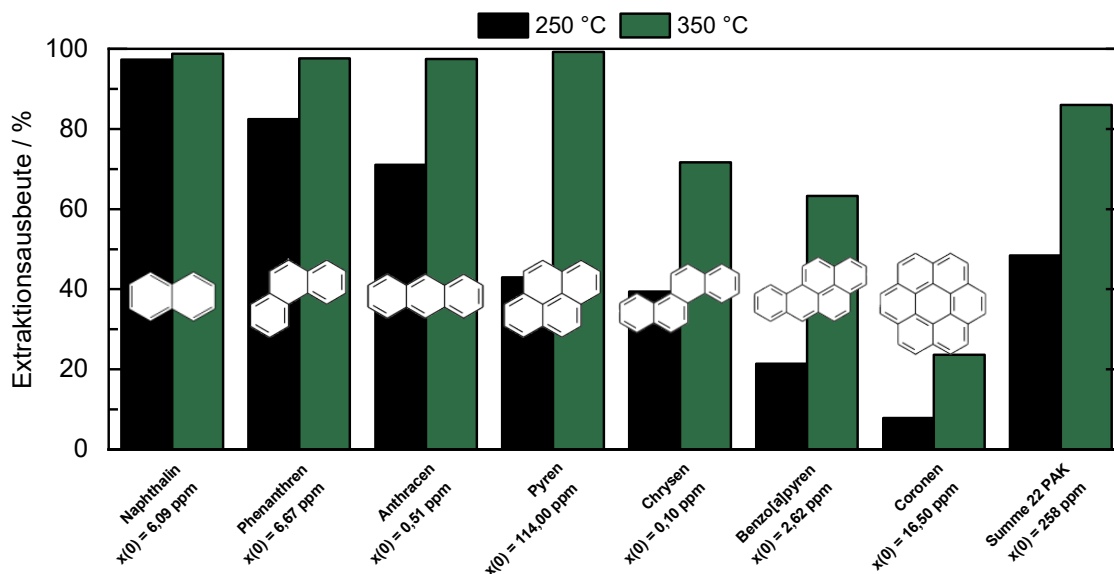 250 °C 350 °C
Extraktionsausbeute / %
100
80
60
40
20
0
Naphthalin
x(0) = 6,09 ppm
Phenanthren
x(0) = 6,67 ppm
Anthracen
x(0) = 0,51 ppm
Pyren
x(0) = 114,00 ppm
Chrysen
x(0) = 0,10 ppm
Benzo[a]pyren
x(0) = 2,62 ppm
Coronen
x(0) = 16,50 ppm
Summe 22 PAK
x(0) = 258 ppm